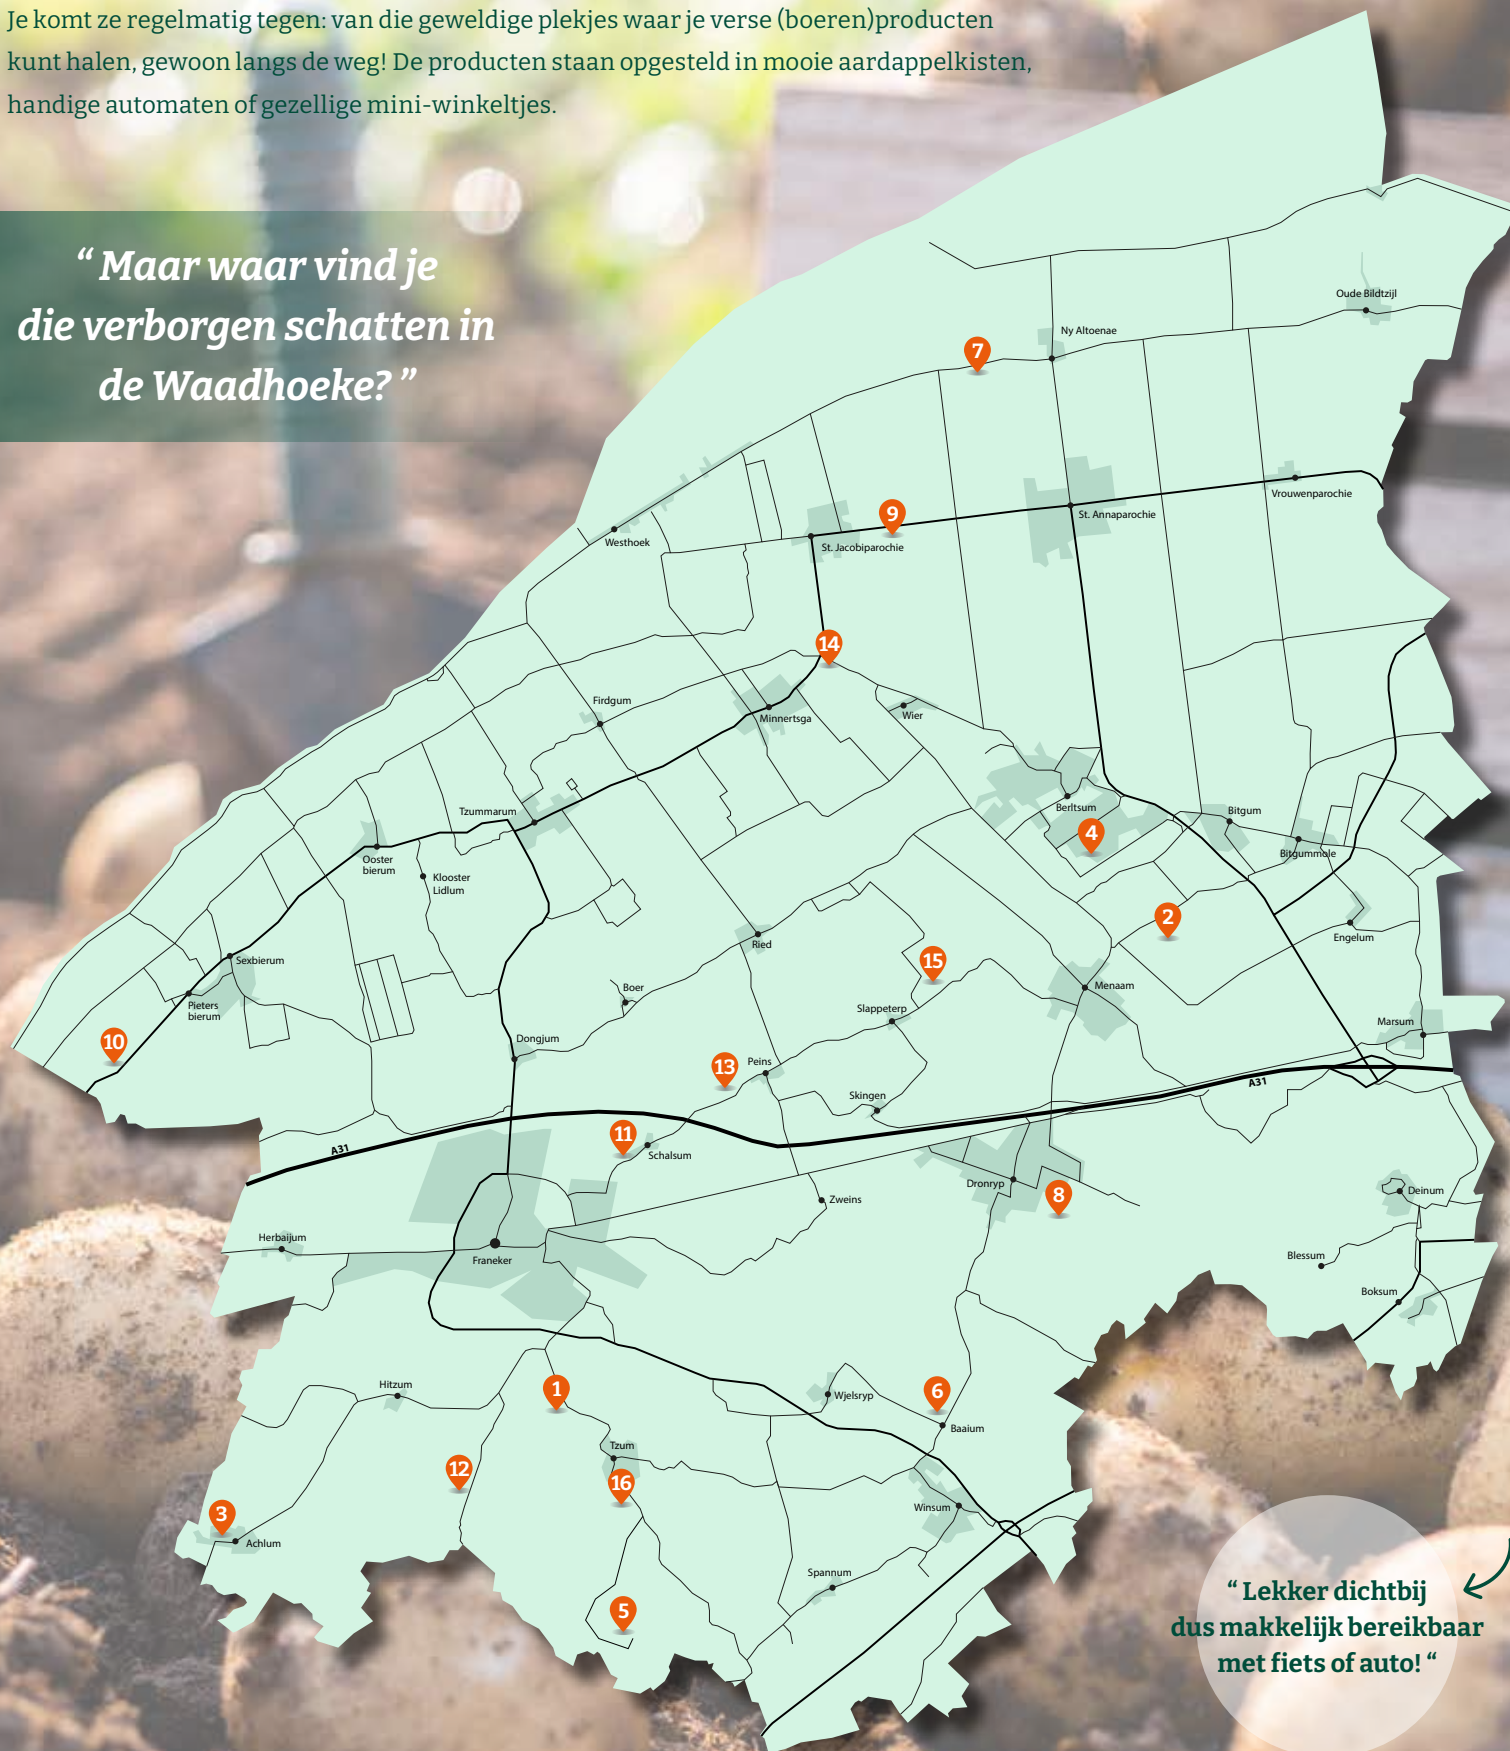 Je komt ze regelmatig tegen: van die geweldige plekjes waar je verse (boeren)producten
kunt halen, gewoon langs de weg! De producten staan opgesteld in mooie aardappelkisten,
handige automaten of gezellige mini-winkeltjes.
“ Maar waar vind je
die verborgen schatten in
de Waadhoeke? ”
Oude Bildtzijl
Ny Altoenae
7
Vrouwenparochie
9
St. Annaparochie
Westhoek
St. Jacobiparochie
14
Firdgum
Minnertsga
Wier
Tzummarum
Berltsum
Bitgum
4
Bitgummole
Ooster
bierum
Klooster
Lidlum
2
Engelum
Ried
Sexbierum
15
Menaam
Boer
Pieters
bierum
Slappeterp
Marsum
10
Dongjum
Peins
13
A31
Skingen
11
A31
Schalsum
Dronryp
8
Deinum
Zweins
Herbaijum
Franeker
Blessum
Boksum
Hitzum
1
Wjelsryp
6
Baaium
Tzum
12
16
Winsum
3
Achlum
Spannum
5
“ Lekker dichtbij
dus makkelijk bereikbaar
met fiets of auto! “